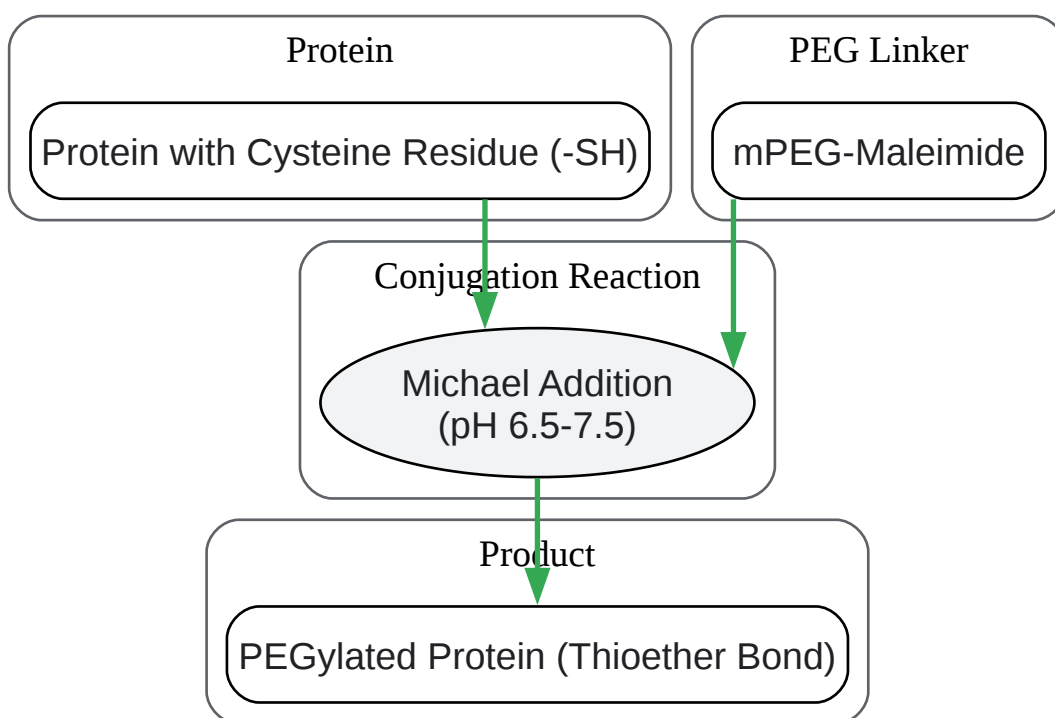 Protein
PEG Linker
Protein with Cysteine Residue (-SH)
mPEG-Maleimide
Conjugation Reaction
Michael Addition
(pH 6.5-7.5)
Product
PEGylated Protein (Thioether Bond)